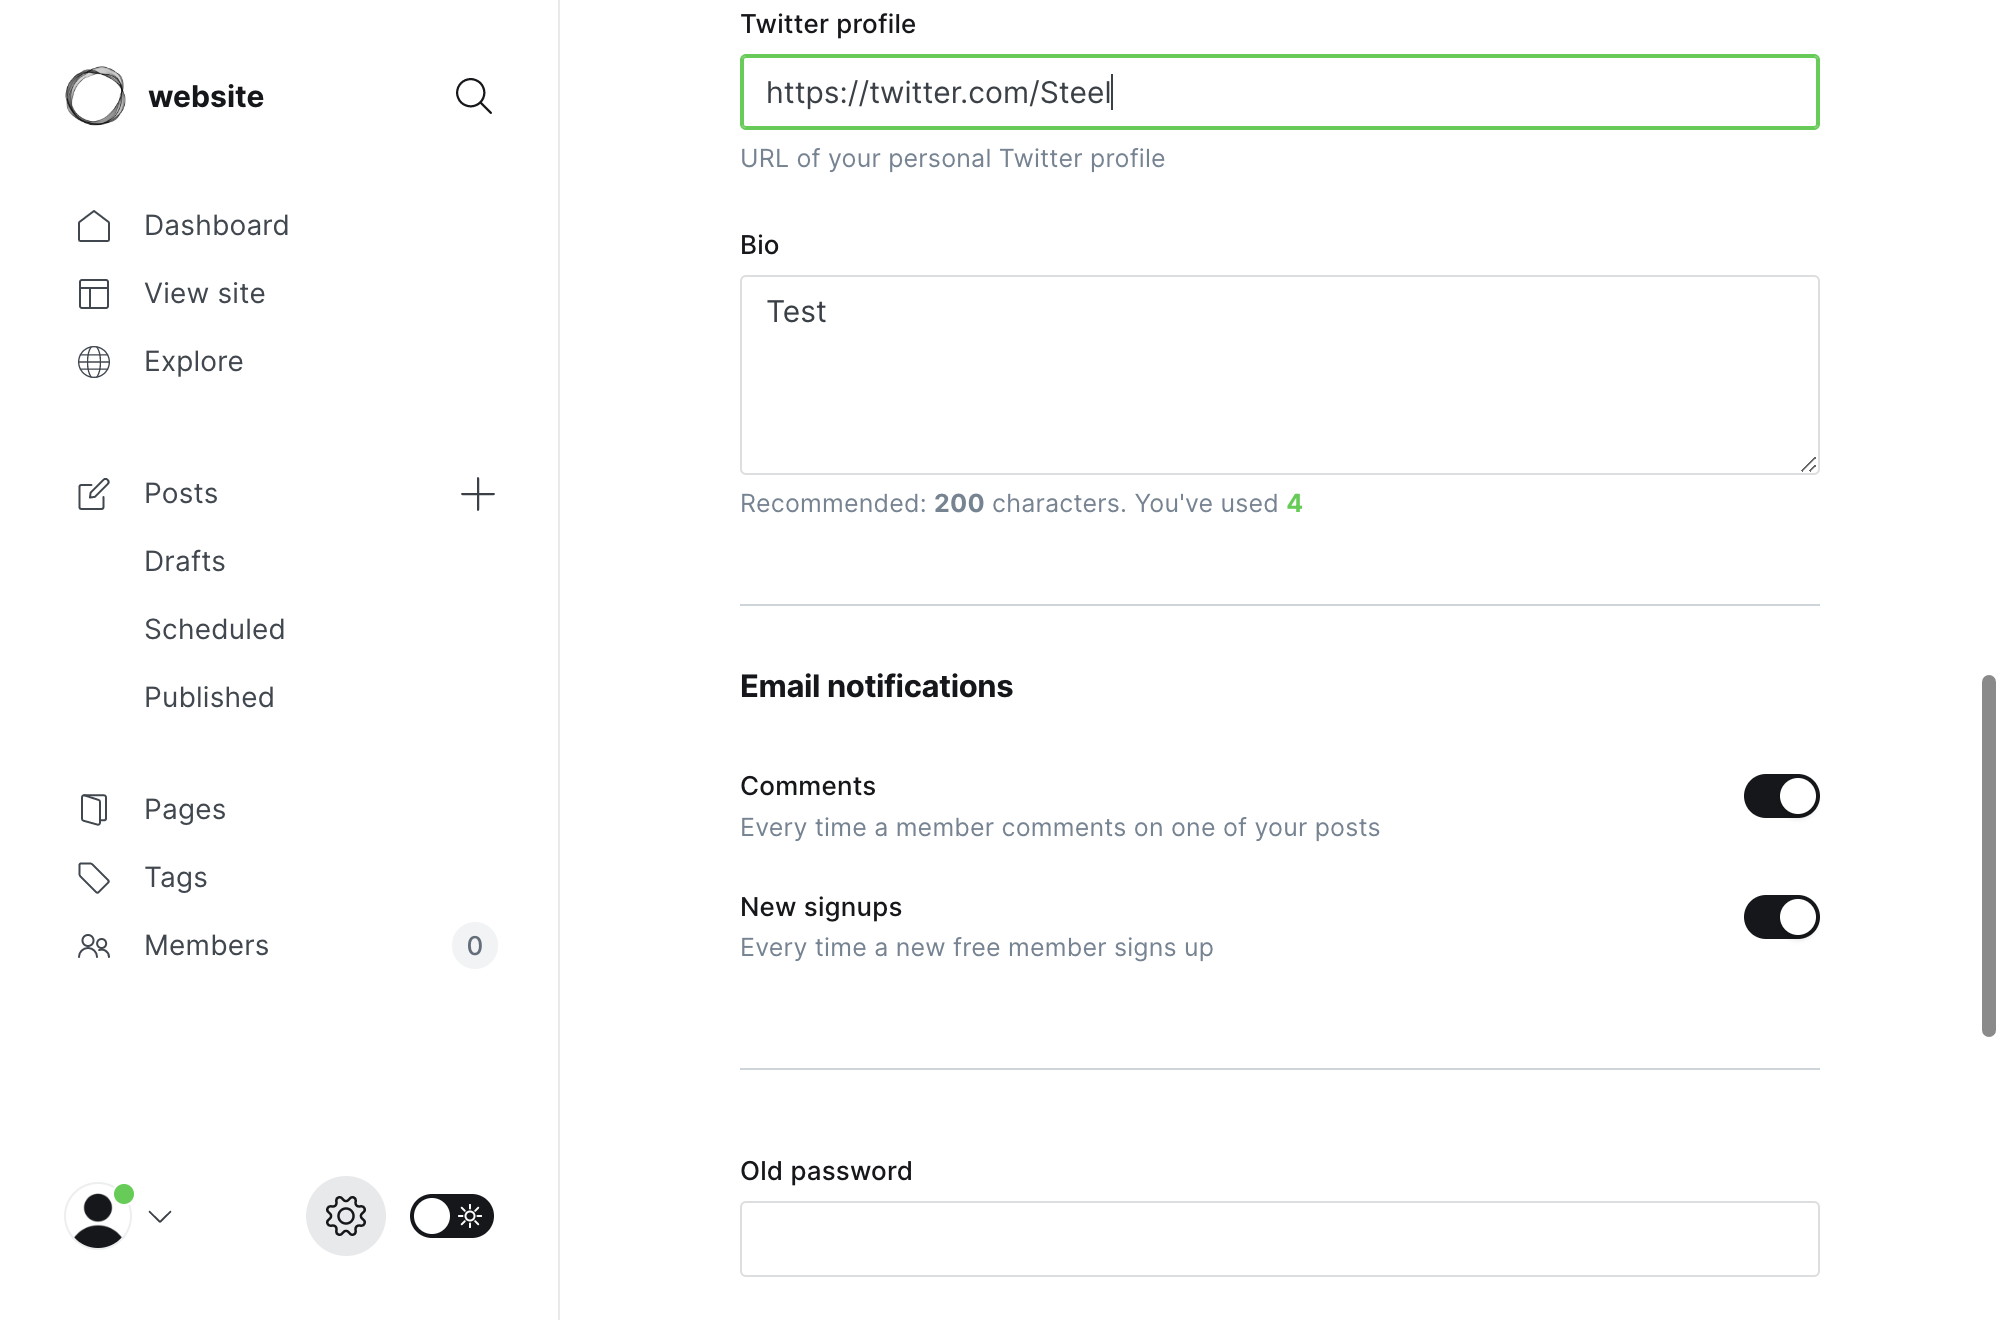 website
Dashboard
View site
Explore
Posts
Drafts
Scheduled
Published
Pages
Tags
Members 0
Twitter profile
https://twitter.com/Steel
URL of your personal Twitter profile
Bio
Test
Recommended: 200 characters. You've used 4
Email notifications
Comments
Every time a member comments on one of your posts
New signups
Every time a new free member signs up
Old password